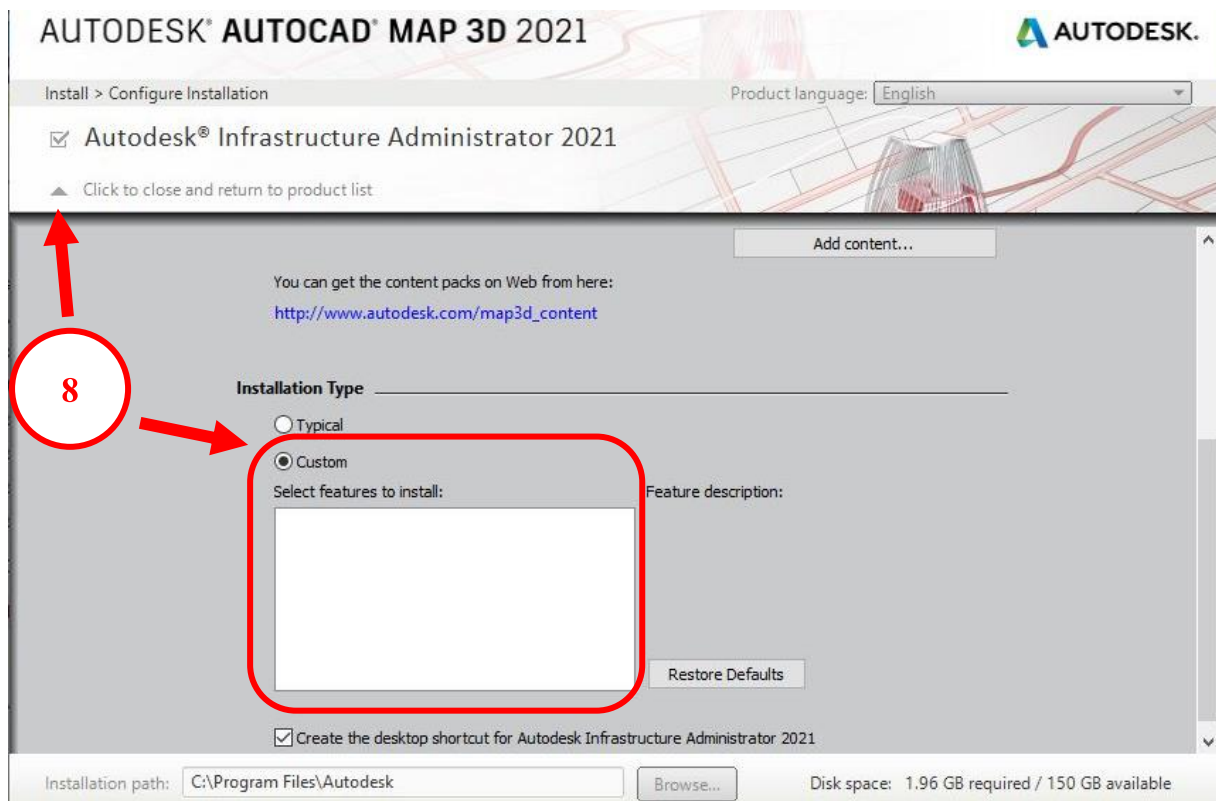 AUTODESK® AUTOCAD® MAP 3D 2021
AUTODESK.
Install > Configure Installation
Product language: English
Autodesk® Infrastructure Administrator 2021
Click to close and return to product list
Add content...
You can get the content packs on Web from here:
http://www.autodesk.com/map3d_content
8
Installation Type
Typical
Custom
Select features to install:
Feature description:
Restore Defaults
Create the desktop shortcut for Autodesk Infrastructure Administrator 2021
Installation path: C:\Program Files\Autodesk Browse... Disk space: 1.96 GB required / 150 GB available